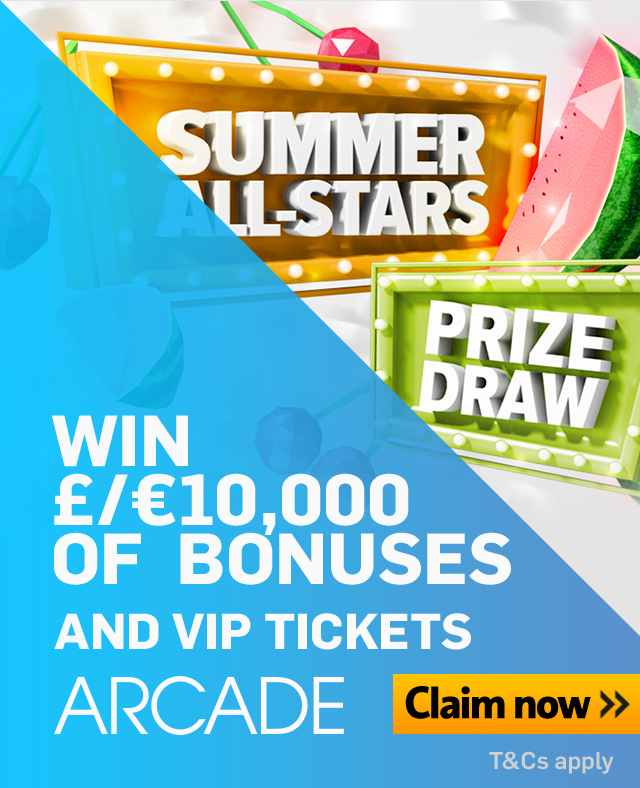 SUMMER
ALL-STARS
PRIZE
DRAW
WIN
£/€10,000
OF BONUSES
AND VIP TICKETS
ARCADE
Claim now >>
T&Cs apply